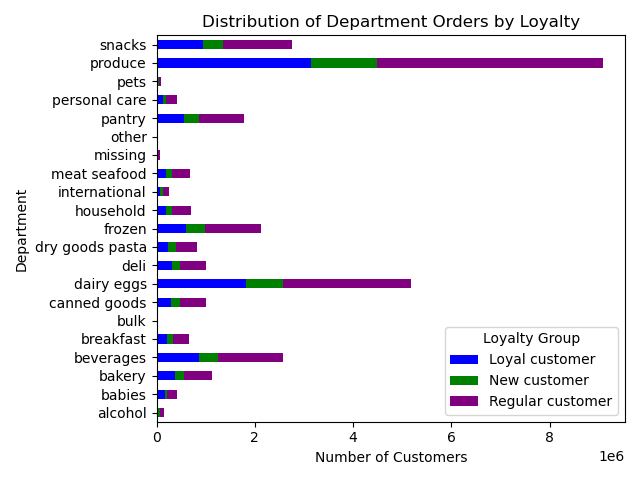 Distribution of Department Orders by Loyalty
snacks
produce
pets
personal care
pantry
other
missing
meat seafood
international
household
frozen
dry goods pasta
deli
dairy eggs
canned goods
bulk
breakfast
beverages
bakery
babies
alcohol
Department
Loyalty Group
Loyal customer
New customer
Regular customer
0 2 4 6 8
1e6
Number of Customers